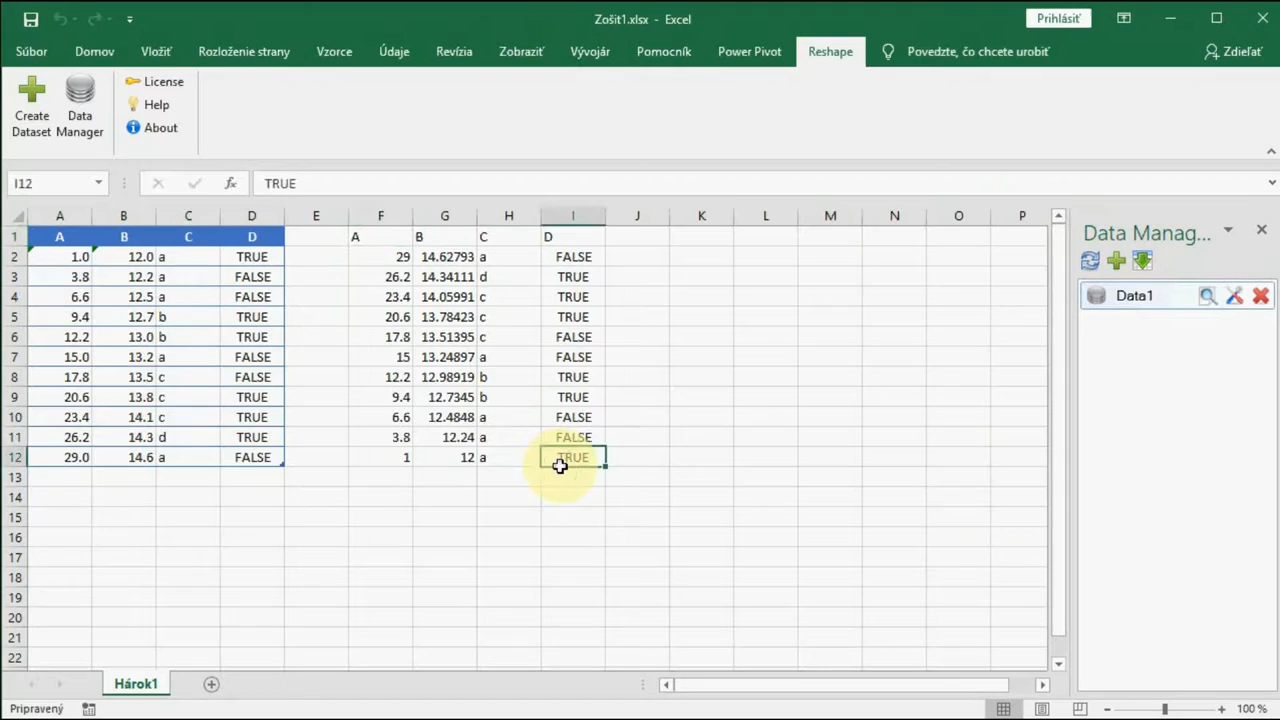 Zošit1.xlsx - Excel
Prihlásiť
Súbor Domov Vložiť Rozloženie strany Vzorce Údaje Revízia Zobraziť Vývojár Pomocník Power Pivot Reshape Povedzte, čo chcete urobiť Zdieľať
Create Dataset
Data Manager
License
Help
About
I12 fx TRUE
A B C D E F G H I J K L M N O P
1 A B C D A B C D
2 1.0 12.0 a TRUE 29 14.62793 a FALSE
3 3.8 12.2 a FALSE 26.2 14.34111 d TRUE
4 6.6 12.5 a FALSE 23.4 14.05991 c TRUE
5 9.4 12.7 b TRUE 20.6 13.78423 c TRUE
6 12.2 13.0 b TRUE 17.8 13.51395 c FALSE
7 15.0 13.2 a FALSE 15 13.24897 a FALSE
8 17.8 13.5 c FALSE 12.2 12.98919 b TRUE
9 20.6 13.8 c TRUE 9.4 12.7345 b TRUE
10 23.4 14.1 c TRUE 6.6 12.4848 a FALSE
11 26.2 14.3 d TRUE 3.8 12.24 a FALSE
12 29.0 14.6 a FALSE 1 12 a TRUE
13
14
15
16
17
18
19
20
21
22
Data Manag...
Data1
Hárok1
Pripravený
100 %